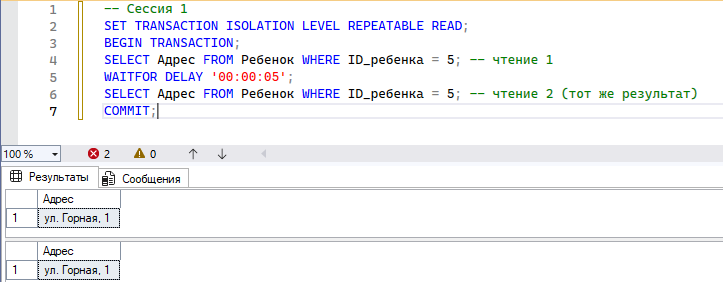 1 -- Сессия 1
2 SET TRANSACTION ISOLATION LEVEL REPEATABLE READ;
3 BEGIN TRANSACTION;
4 SELECT Адрес FROM Ребенок WHERE ID_ребенка = 5; -- чтение 1
5 WAITFOR DELAY '00:00:05';
6 SELECT Адрес FROM Ребенок WHERE ID_ребенка = 5; -- чтение 2 (тот же результат)
7 COMMIT;
100 % 2 0
Результаты Сообщения
Адрес
1 ул. Горная, 1
Адрес
1 ул. Горная, 1